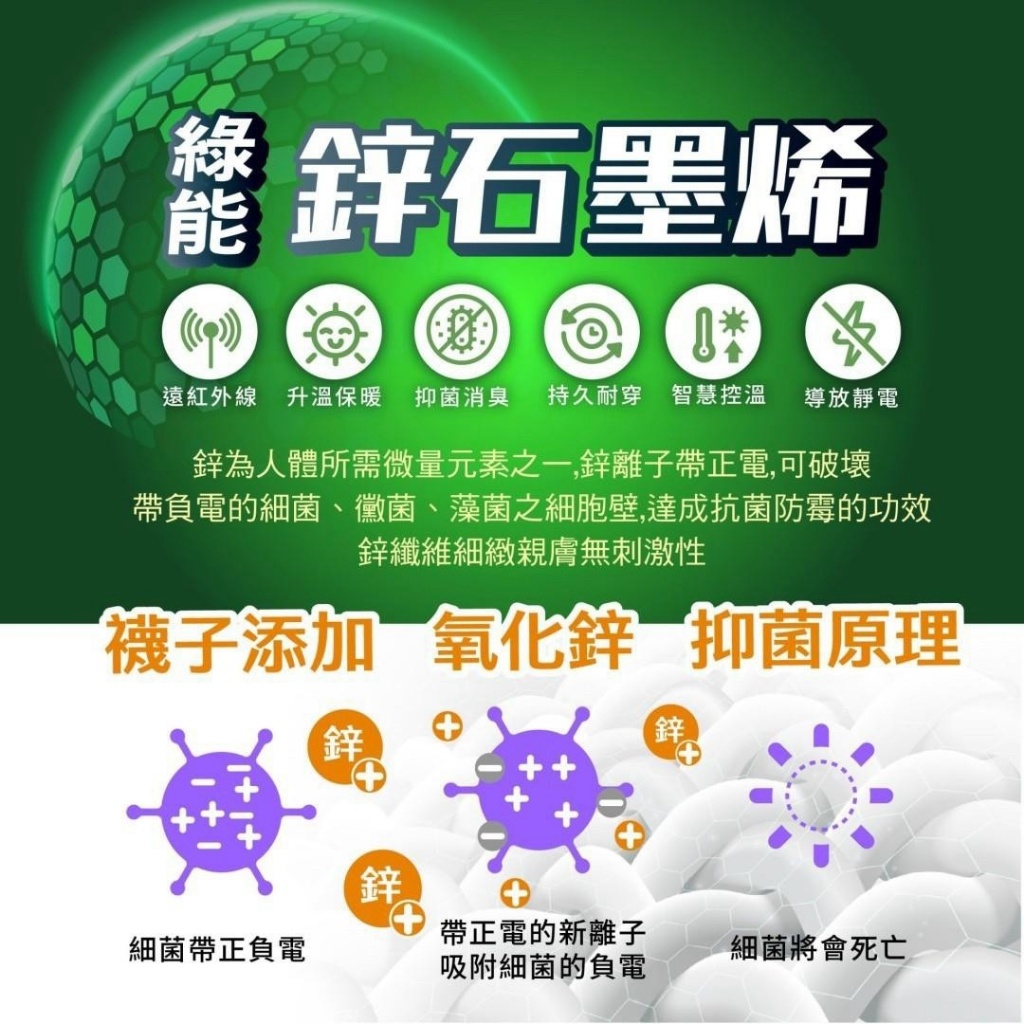 綠能 鋅石墨烯
遠紅外線 升溫保暖 抑菌消臭 持久耐穿 智慧控溫 導放靜電
鋅為人體所需微量元素之一,鋅離子帶正電,可破壞
帶負電的細菌、黴菌、藻菌之細胞壁,達成抗菌防霉的功效
鋅纖維細緻親膚無刺激性
襪子添加 氧化鋅 抑菌原理
鋅
鋅
鋅
細菌帶正負電
帶正電的新離子
吸附細菌的負電
細菌將會死亡